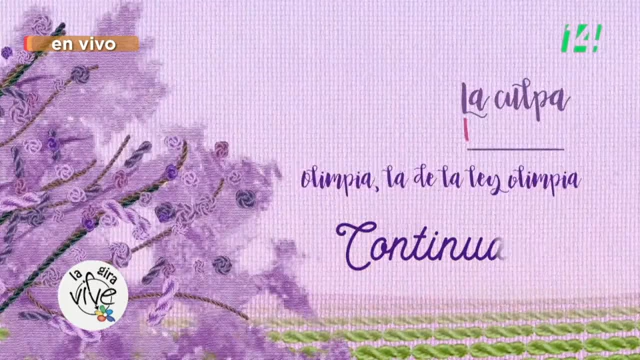 en vivo
14!
La culpa
olimpia, la de la ley olimpia
Continua
la gira
vive